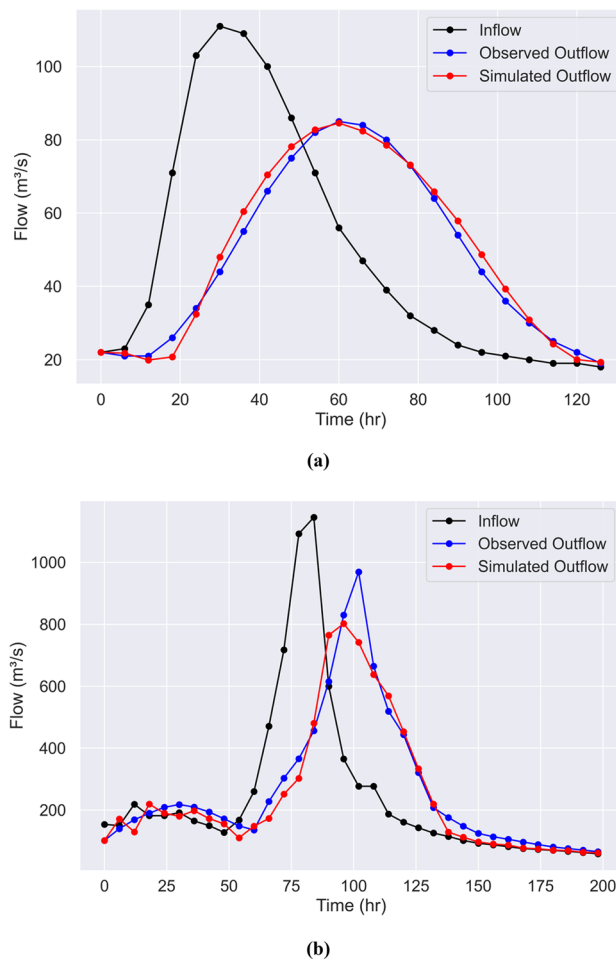 Inflow
Observed Outflow
Simulated Outflow
100
80
60
40
20
Flow (m³/s)
0 20 40 60 80 100 120
Time (hr)
(a)
Inflow
Observed Outflow
Simulated Outflow
1000
800
600
400
200
Flow (m³/s)
0 25 50 75 100 125 150 175 200
Time (hr)
(b)